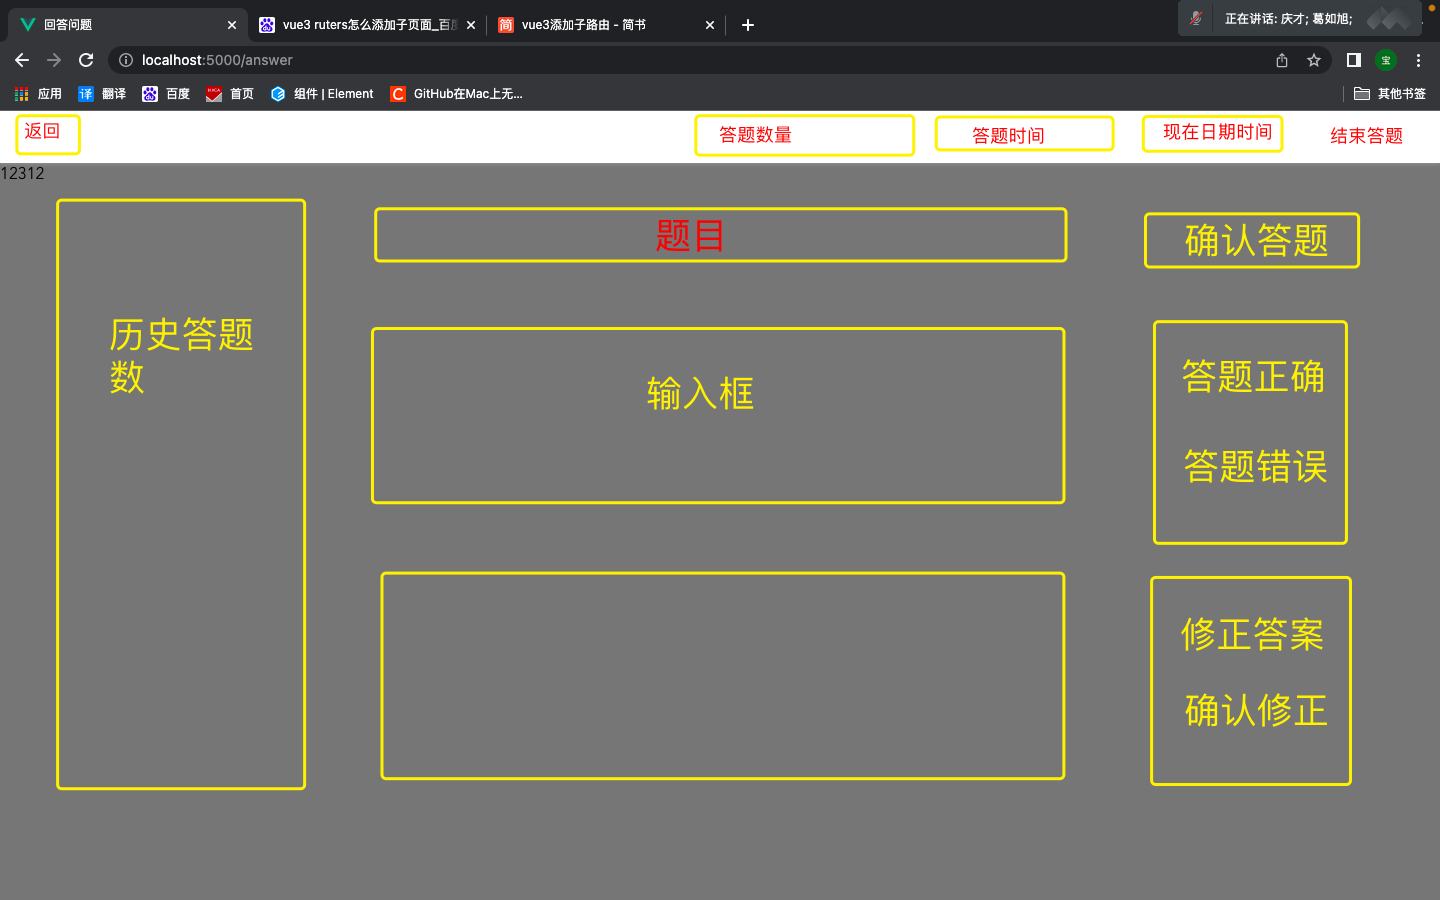 回答问题
vue3 ruters怎么添加子页面_百度
vue3添加子路由 - 简书
正在讲话: 庆才; 葛如旭;
localhost:5000/answer
宝
应用
译 翻译
百度
首页
组件 | Element
C GitHub在Mac上无...
其他书签
返回
答题数量
答题时间
现在日期时间
结束答题
12312
题目
确认答题
历史答题
数
输入框
答题正确
答题错误
修正答案
确认修正